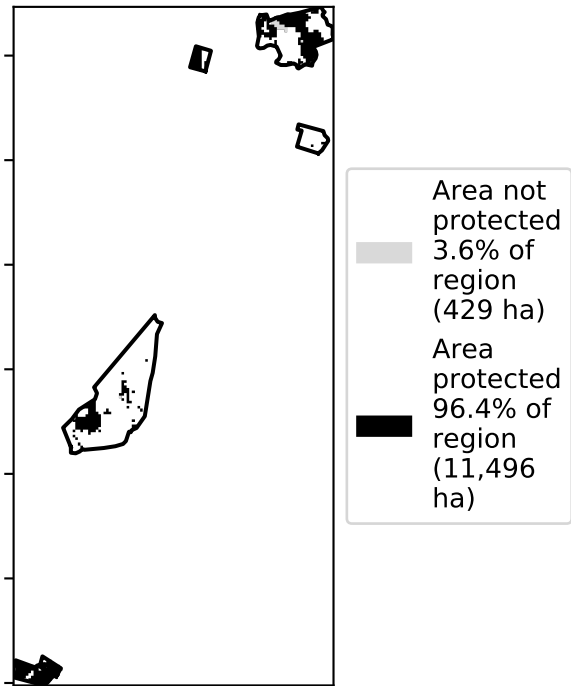 Area not
protected
3.6% of
region
(429 ha)
Area
protected
96.4% of
region
(11,496
ha)